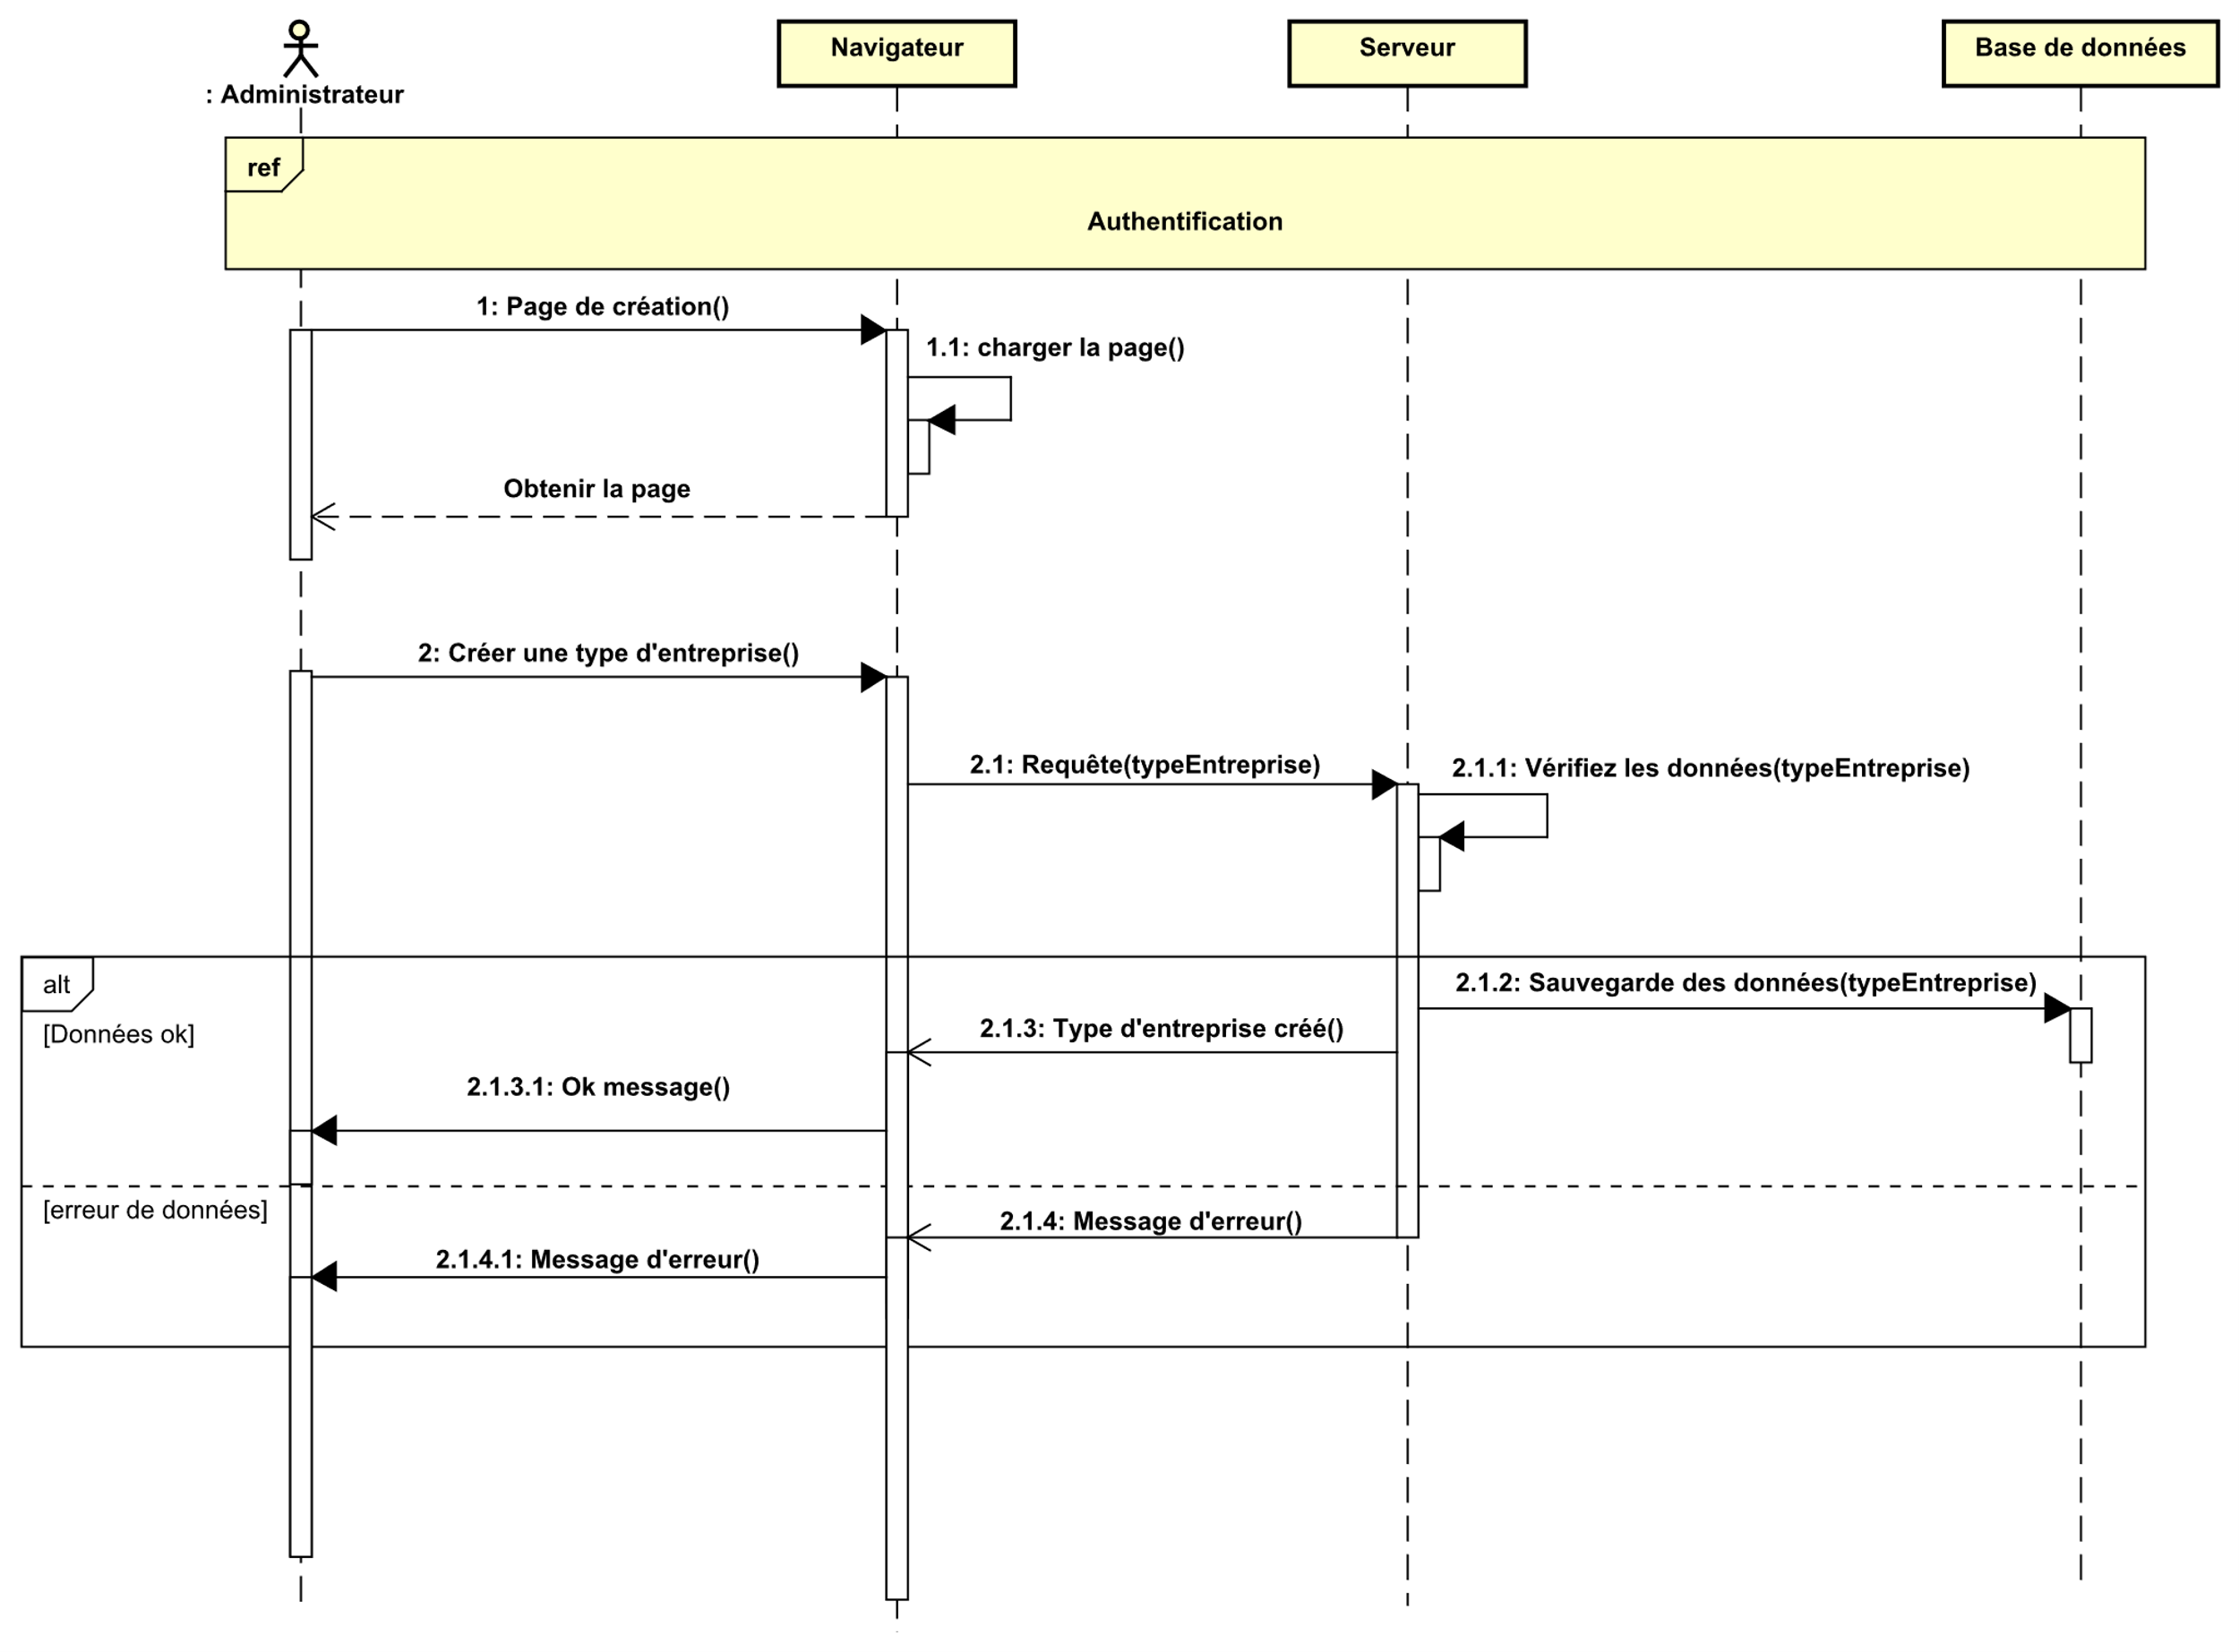 : Administrateur
Navigateur
Serveur
Base de données
ref
Authentification
1: Page de création()
1.1: charger la page()
Obtenir la page
2: Créer une type d'entreprise()
2.1: Requête(typeEntreprise)
2.1.1: Vérifiez les données(typeEntreprise)
alt
[Données ok]
2.1.2: Sauvegarde des données(typeEntreprise)
2.1.3: Type d'entreprise créé()
2.1.3.1: Ok message()
[erreur de données]
2.1.4: Message d'erreur()
2.1.4.1: Message d'erreur()